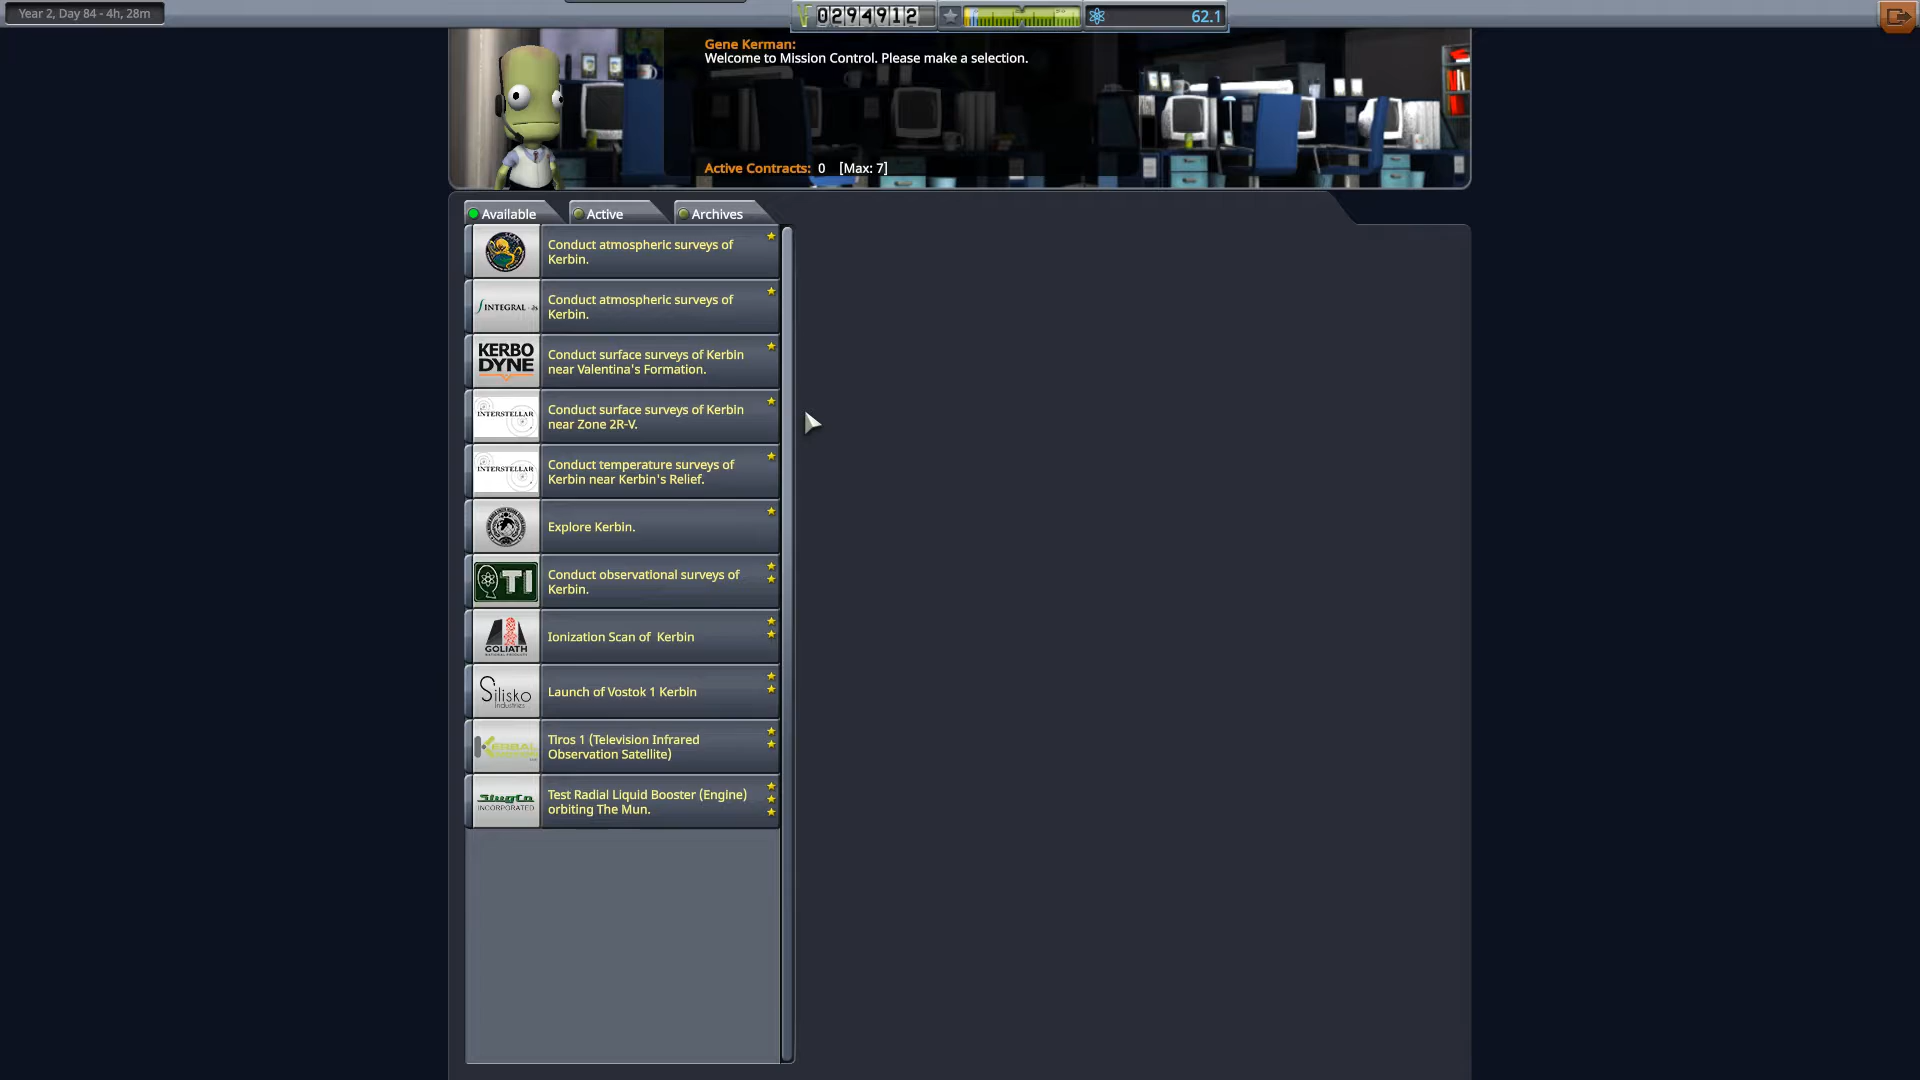 Year 2, Day 84 - 4h, 28m
0294912
62.1
Gene Kerman:
Welcome to Mission Control. Please make a selection.
Active Contracts: 0 [Max: 7]
Available
Active
Archives
Conduct atmospheric surveys of
Kerbin.
INTEGRAL
Conduct atmospheric surveys of
Kerbin.
KERBO
DYNE
Conduct surface surveys of Kerbin
near Valentina's Formation.
INTERSTELLAR
Conduct surface surveys of Kerbin
near Zone 2R-V.
INTERSTELLAR
Conduct temperature surveys of
Kerbin near Kerbin's Relief.
Explore Kerbin.
TI
Conduct observational surveys of
Kerbin.
GOLIATH
NATIONAL PRODUCTS
Ionization Scan of Kerbin
Silisko
Industries
Launch of Vostok 1 Kerbin
KERBAL
Tiros 1 (Television Infrared
Observation Satellite)
StugCo
INCORPORATED
Test Radial Liquid Booster (Engine)
orbiting The Mun.